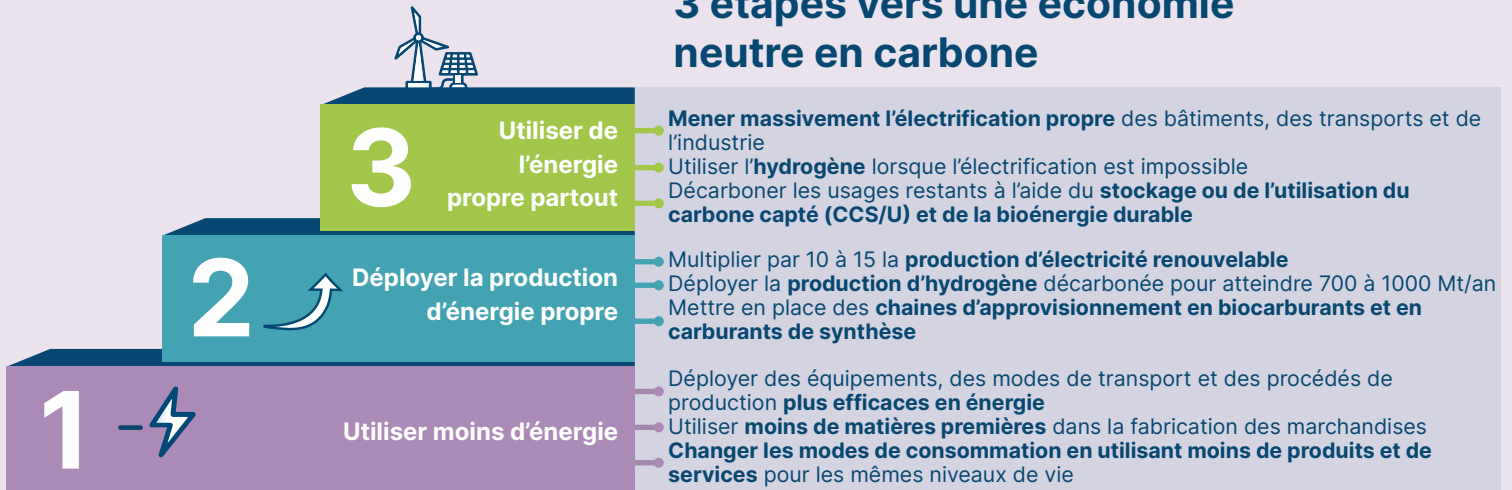 3 étapes vers une économie
neutre en carbone
3
Utiliser de
l'énergie
propre partout
Mener massivement l'électrification propre des bâtiments, des transports et de
l'industrie
Utiliser l'hydrogène lorsque l'électrification est impossible
Décarboner les usages restants à l'aide du stockage ou de l'utilisation du
carbone capté (CCS/U) et de la bioénergie durable
2
Déployer la production
d'énergie propre
Multiplier par 10 à 15 la production d'électricité renouvelable
Déployer la production d'hydrogène décarbonée pour atteindre 700 à 1000 Mt/an
Mettre en place des chaines d'approvisionnement en biocarburants et en
carburants de synthèse
1
Utiliser moins d'énergie
Déployer des équipements, des modes de transport et des procédés de
production plus efficaces en énergie
Utiliser moins de matières premières dans la fabrication des marchandises
Changer les modes de consommation en utilisant moins de produits et de
services pour les mêmes niveaux de vie